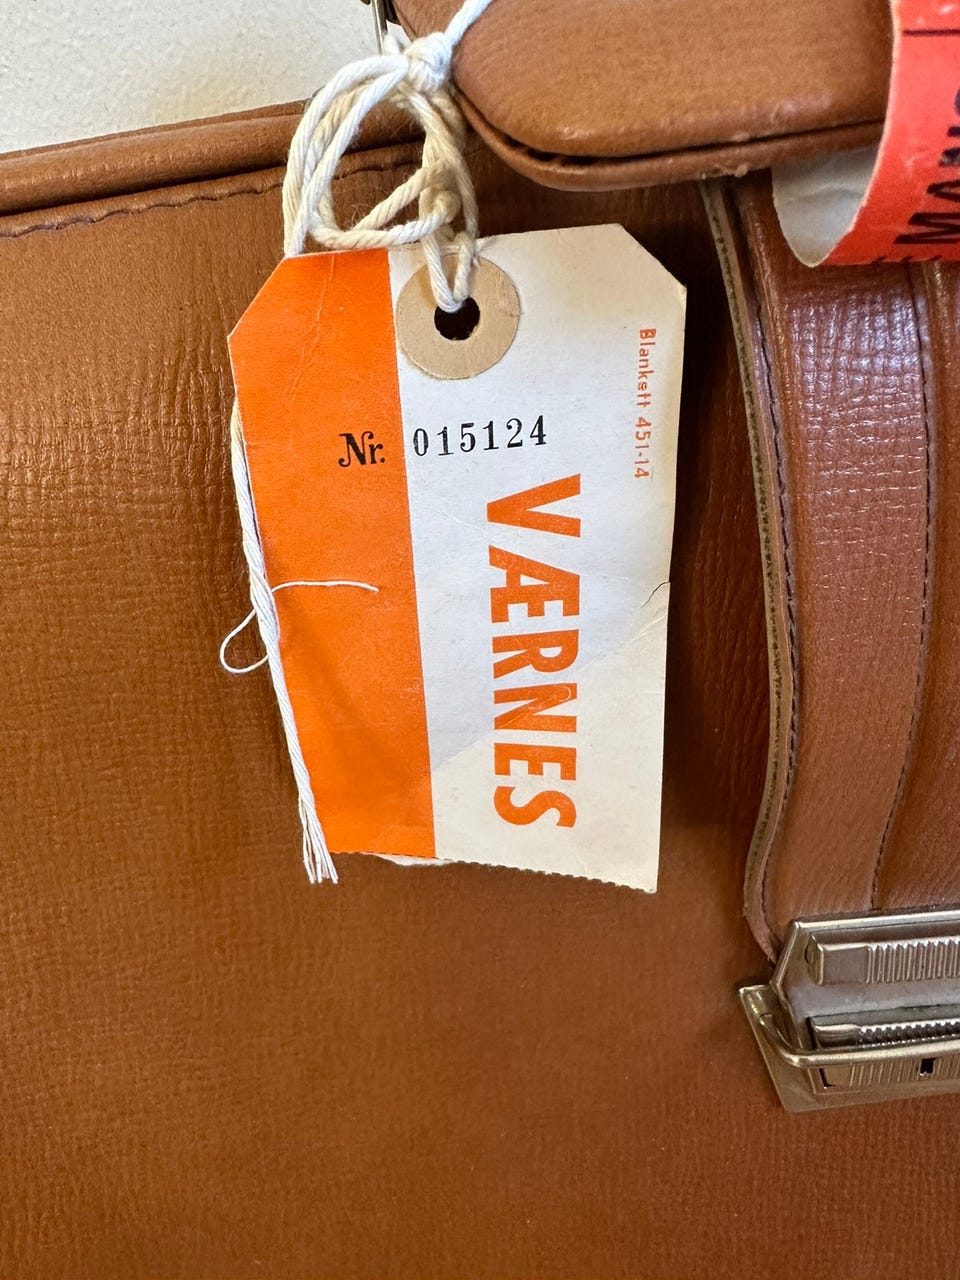 Nr. 015124
Blankett 451-14
VÆRNES